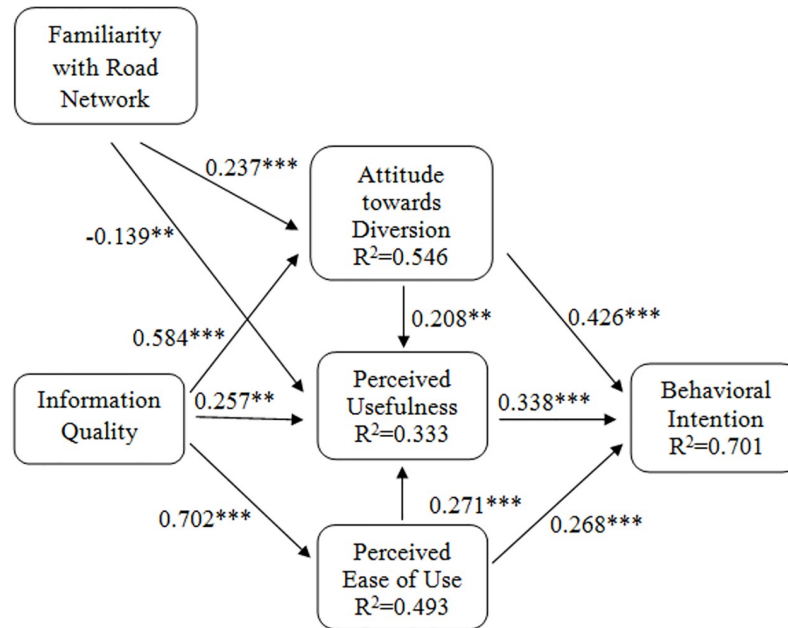 Familiarity
with Road
Network
0.237***
Attitude
towards
Diversion
R²=0.546
-0.139**
0.208**
0.426***
0.584***
Information
Quality
0.257**
Perceived
Usefulness
R²=0.333
0.338***
Behavioral
Intention
R²=0.701
0.702***
0.271***
0.268***
Perceived
Ease of Use
R²=0.493